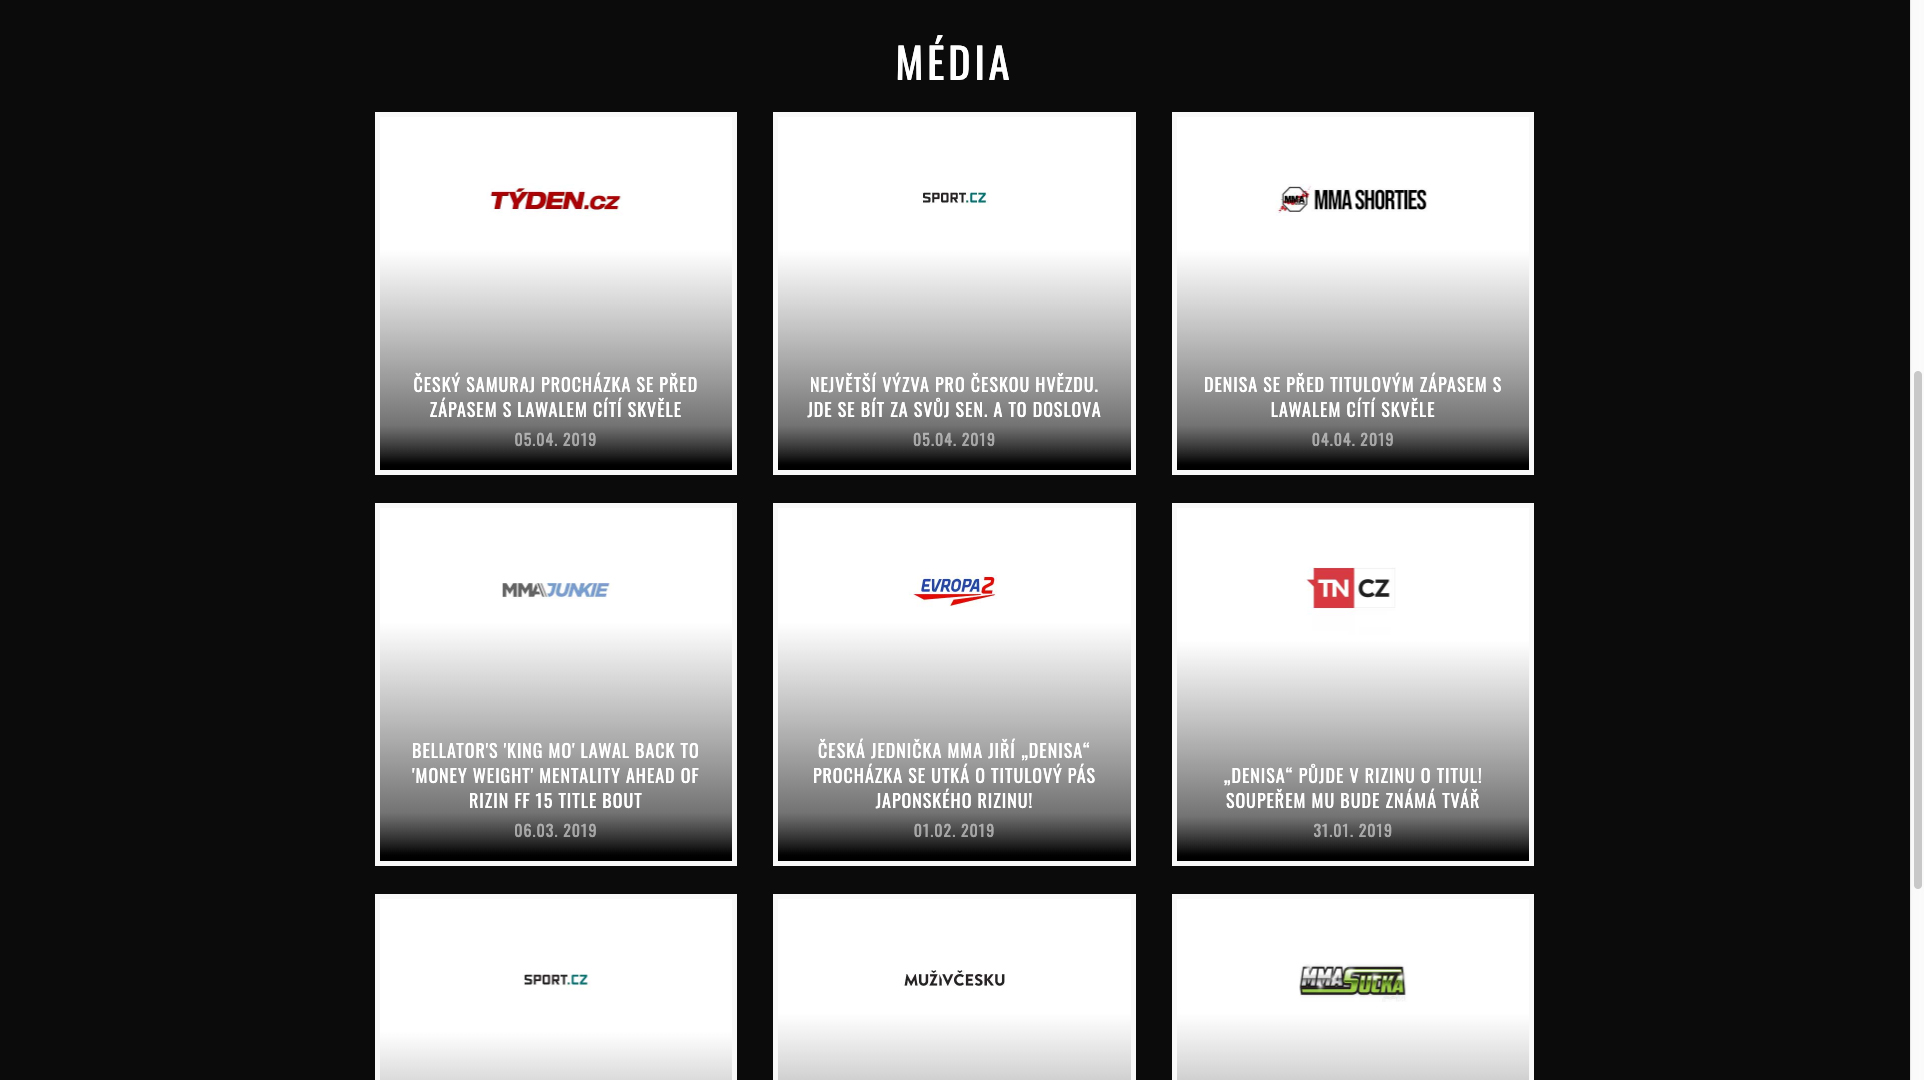 MÉDIA
TÝDEN.cz
ČESKÝ SAMURAJ PROCHÁZKA SE PŘED
ZÁPASEM S LAWALEM CÍTÍ SKVĚLE
05.04. 2019
SPORT.CZ
NEJVĚTŠÍ VÝZVA PRO ČESKOU HVĚZDU.
JDE SE BÍT ZA SVŮJ SEN. A TO DOSLOVA
05.04. 2019
MMA MMA SHORTIES
DENISA SE PŘED TITULOVÝM ZÁPASEM S
LAWALEM CÍTÍ SKVĚLE
04.04. 2019
MMAJUNKIE
BELLATOR'S 'KING MO' LAWAL BACK TO
'MONEY WEIGHT' MENTALITY AHEAD OF
RIZIN FF 15 TITLE BOUT
06.03. 2019
EVROPA 2
ČESKÁ JEDNIČKA MMA JIŘÍ „DENISA“
PROCHÁZKA SE UTKÁ O TITULOVÝ PÁS
JAPONSKÉHO RIZINU!
01.02. 2019
TN CZ
„DENISA“ PŮJDE V RIZINU O TITUL!
SOUPEŘEM MU BUDE ZNÁMÁ TVÁŘ
31.01. 2019
SPORT.CZ
MUŽIVČESKU
MMASUCKA